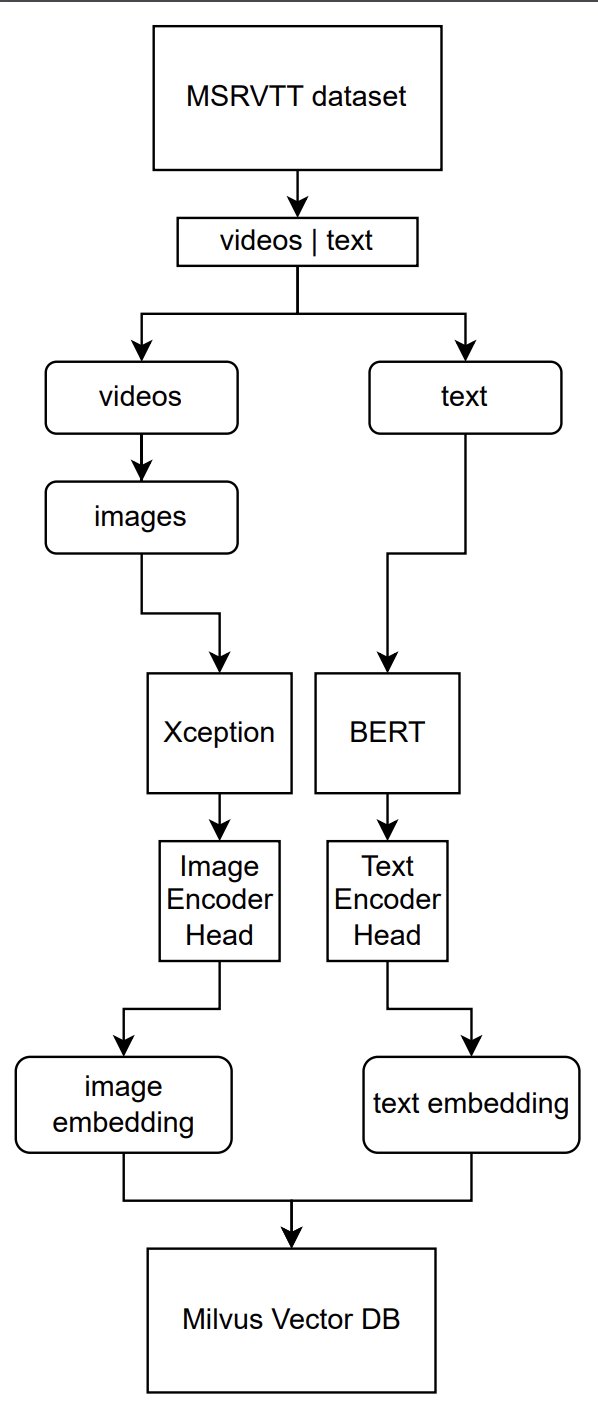 MSRVTT dataset
videos | text
videos
text
images
Xception
BERT
Image
Encoder
Head
Text
Encoder
Head
image
embedding
text embedding
Milvus Vector DB